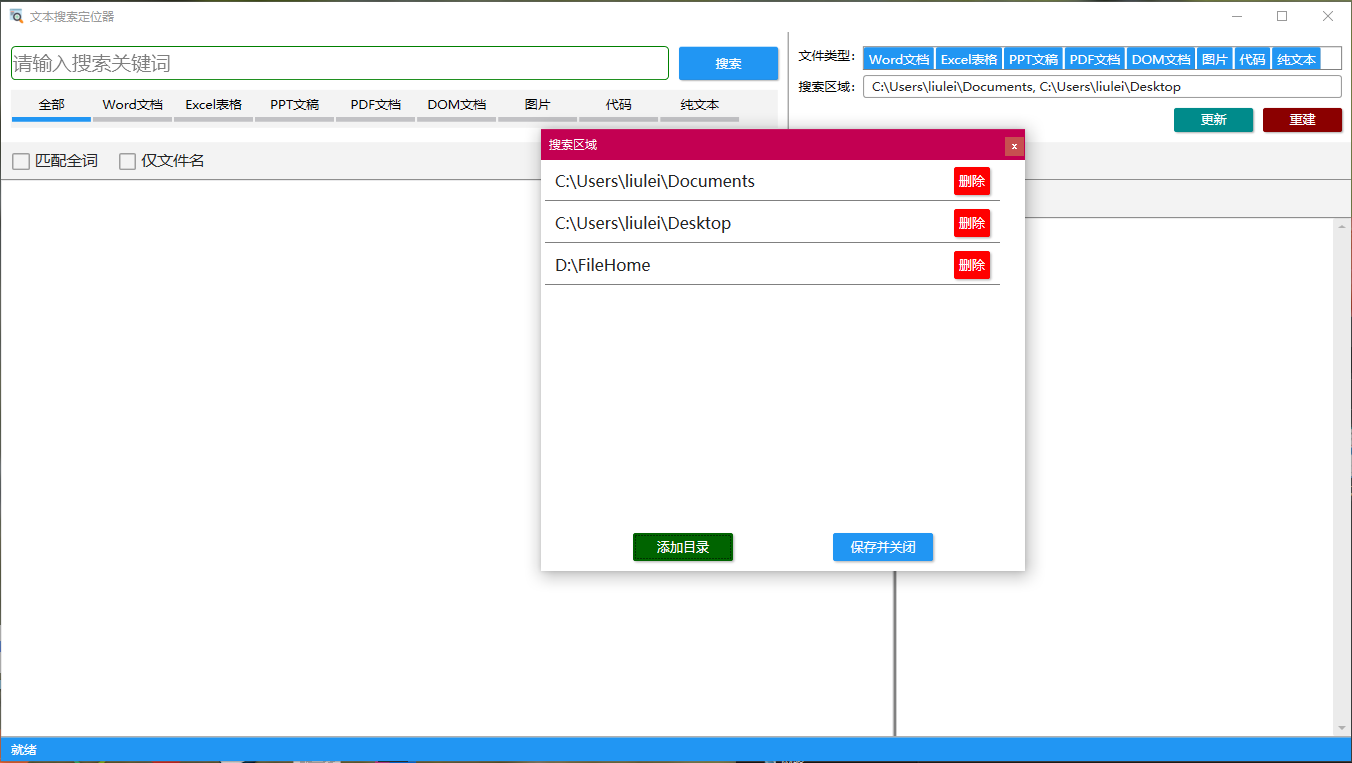 文本搜索定位器
请输入搜索关键词
搜索
文件类型:
Word文档 Excel表格 PPT文稿 PDF文档 DOM文档 图片 代码 纯文本
搜索区域:
C:\Users\liulei\Documents, C:\Users\liulei\Desktop
全部 Word文档 Excel表格 PPT文稿 PDF文档 DOM文档 图片 代码 纯文本
更新 重建
匹配全词 仅文件名
搜索区域
x
C:\Users\liulei\Documents 删除
C:\Users\liulei\Desktop 删除
D:\FileHome 删除
添加目录 保存并关闭
就绪